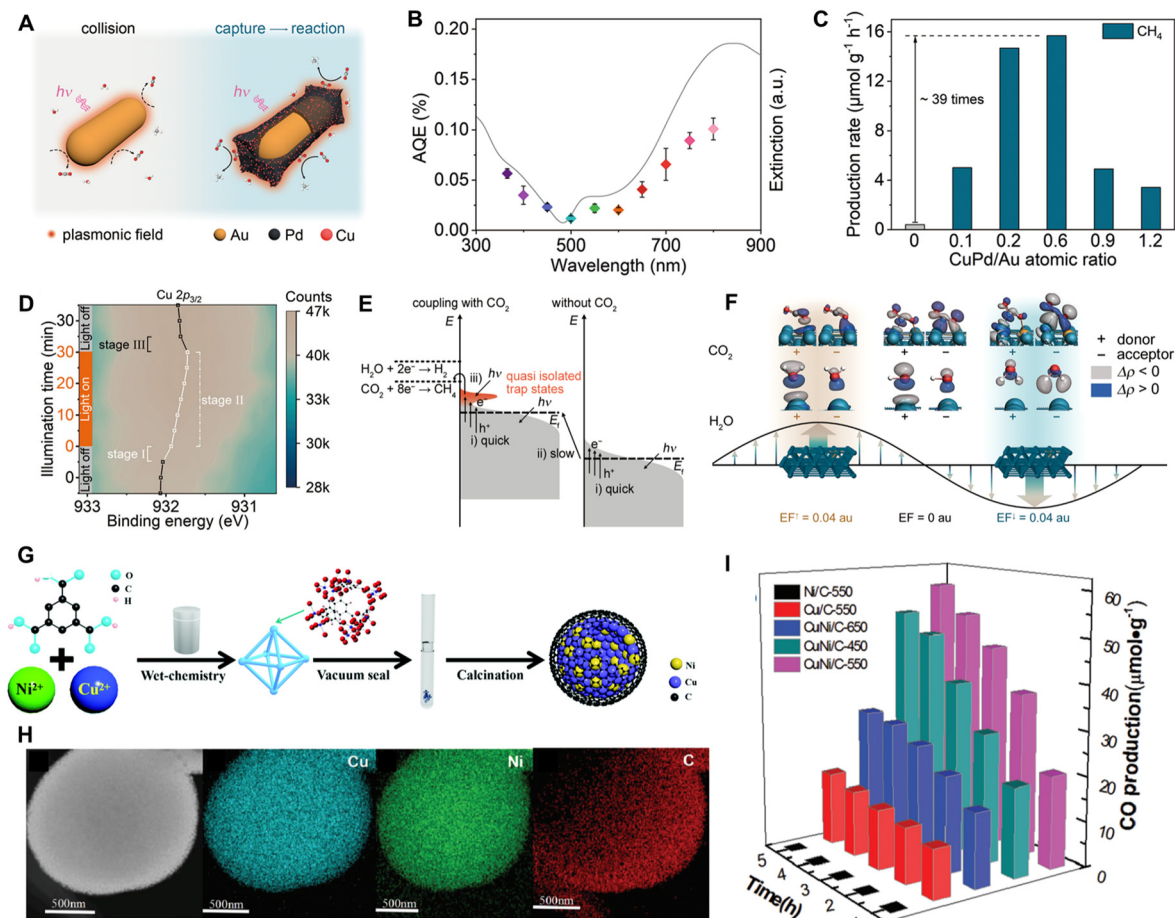 A
collision
capture — reaction
hν
hν
plasmonic field
Au
Pd
Cu
B
AQE (%)
0.20
0.15
0.10
0.05
0.00
300
500
700
900
Wavelength (nm)
Extinction (a.u.)
C
Production rate (μmol g⁻¹ h⁻¹)
16
12
8
4
0
CH₄
~ 39 times
0
0.1
0.2
0.6
0.9
1.2
CuPd/Au atomic ratio
D
Cu 2p₃/₂
Counts
47k
40k
33k
30k
28k
Illumination time (min)
Light off
Light on
Light off
30
0
30
20
10
0
30
0
stage III
stage II
stage I
933
932
931
Binding energy (eV)
E
coupling with CO₂
without CO₂
E
E
H₂O + 2e⁻ → H₂
CO₂ + 8e⁻ → CH₄
iii)
hν
quasi isolated
trap states
e⁻
hν
h⁺
i) quick
E_f
ii) slow
e⁻
hν
h⁺
i) quick
E_f
F
CO₂
H₂O
+
−
+
−
+
−
+
−
+
−
+
−
+ donor
− acceptor
Δρ < 0
Δρ > 0
EF↑ = 0.04 au
EF = 0 au
EF↓ = 0.04 au
G
O
C
H
Ni²⁺
Cu²⁺
Wet-chemistry
Vacuum seal
Calcination
Ni
Cu
C
H
Cu
Ni
C
500nm
500nm
500nm
500nm
I
Ni/C-550
Cu/C-550
CuNi/C-650
CuNi/C-450
CuNi/C-550
60
50
40
30
20
10
0
CO production(μmol•g⁻¹)
5
4
3
2
Time(h)